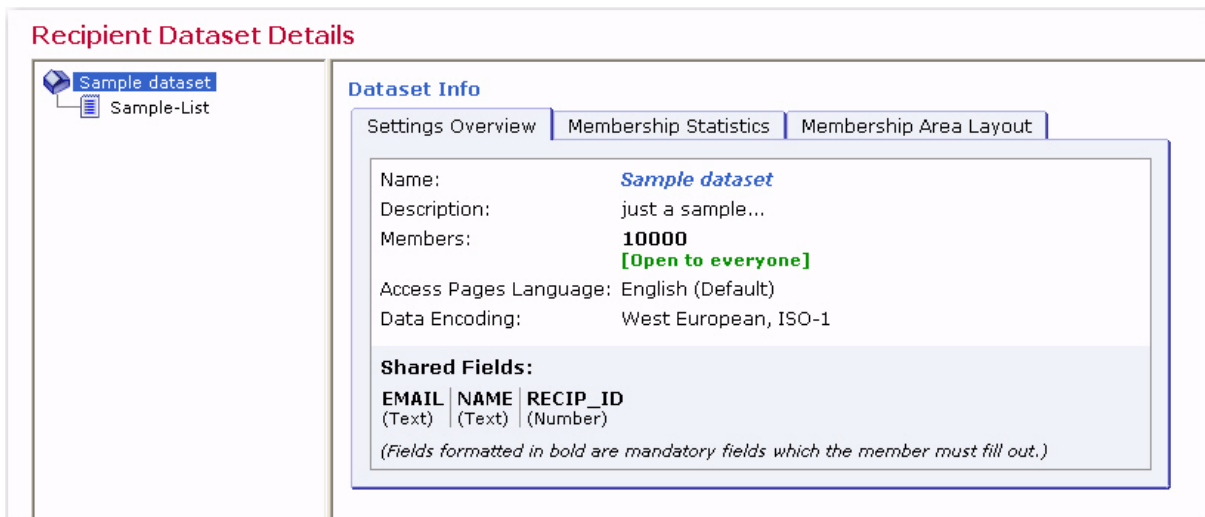 Recipient Dataset Details
Sample dataset
Sample-List
Dataset Info
Settings Overview Membership Statistics Membership Area Layout
Name: Sample dataset
Description: just a sample...
Members: 10000
[Open to everyone]
Access Pages Language: English (Default)
Data Encoding: West European, ISO-1
Shared Fields:
EMAIL NAME RECIP_ID
(Text) (Text) (Number)
(Fields formatted in bold are mandatory fields which the member must fill out.)